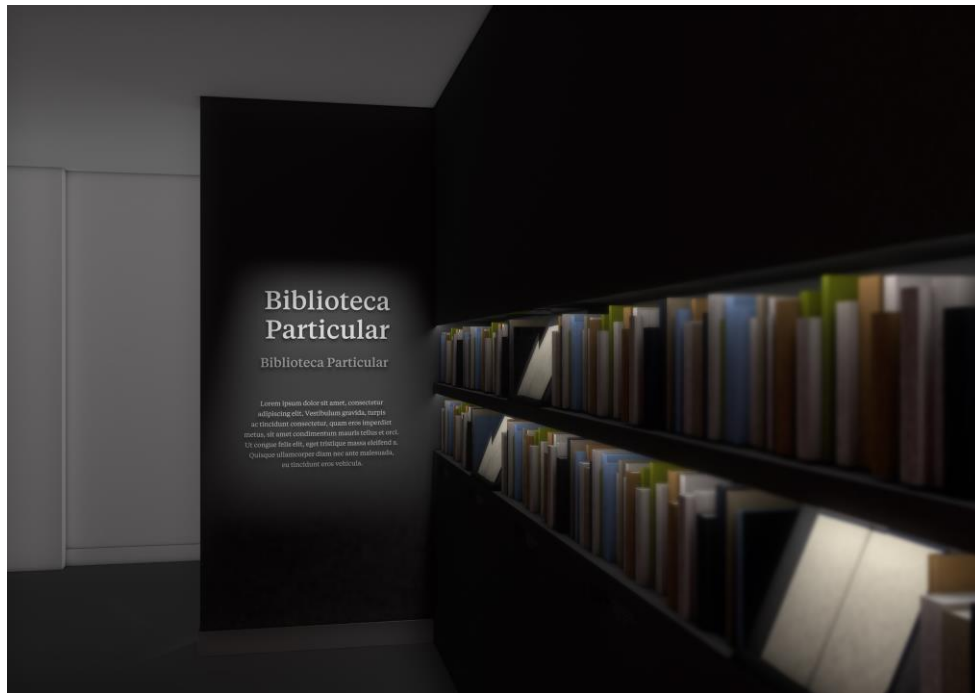 Biblioteca
Particular
Biblioteca Particular
Lorem ipsum dolor sit amet, consectetur
adipiscing elit. Vestibulum gravida, turpis
ac tincidunt consectetur, quam eros imperdiet
metus, sit amet condimentum mauris tellus et orci.
Ut congue felis elit, eget tristique massa eleifend a.
Quisque ullamcorper diam nec ante malesuada,
eu tincidunt eros vehicula.